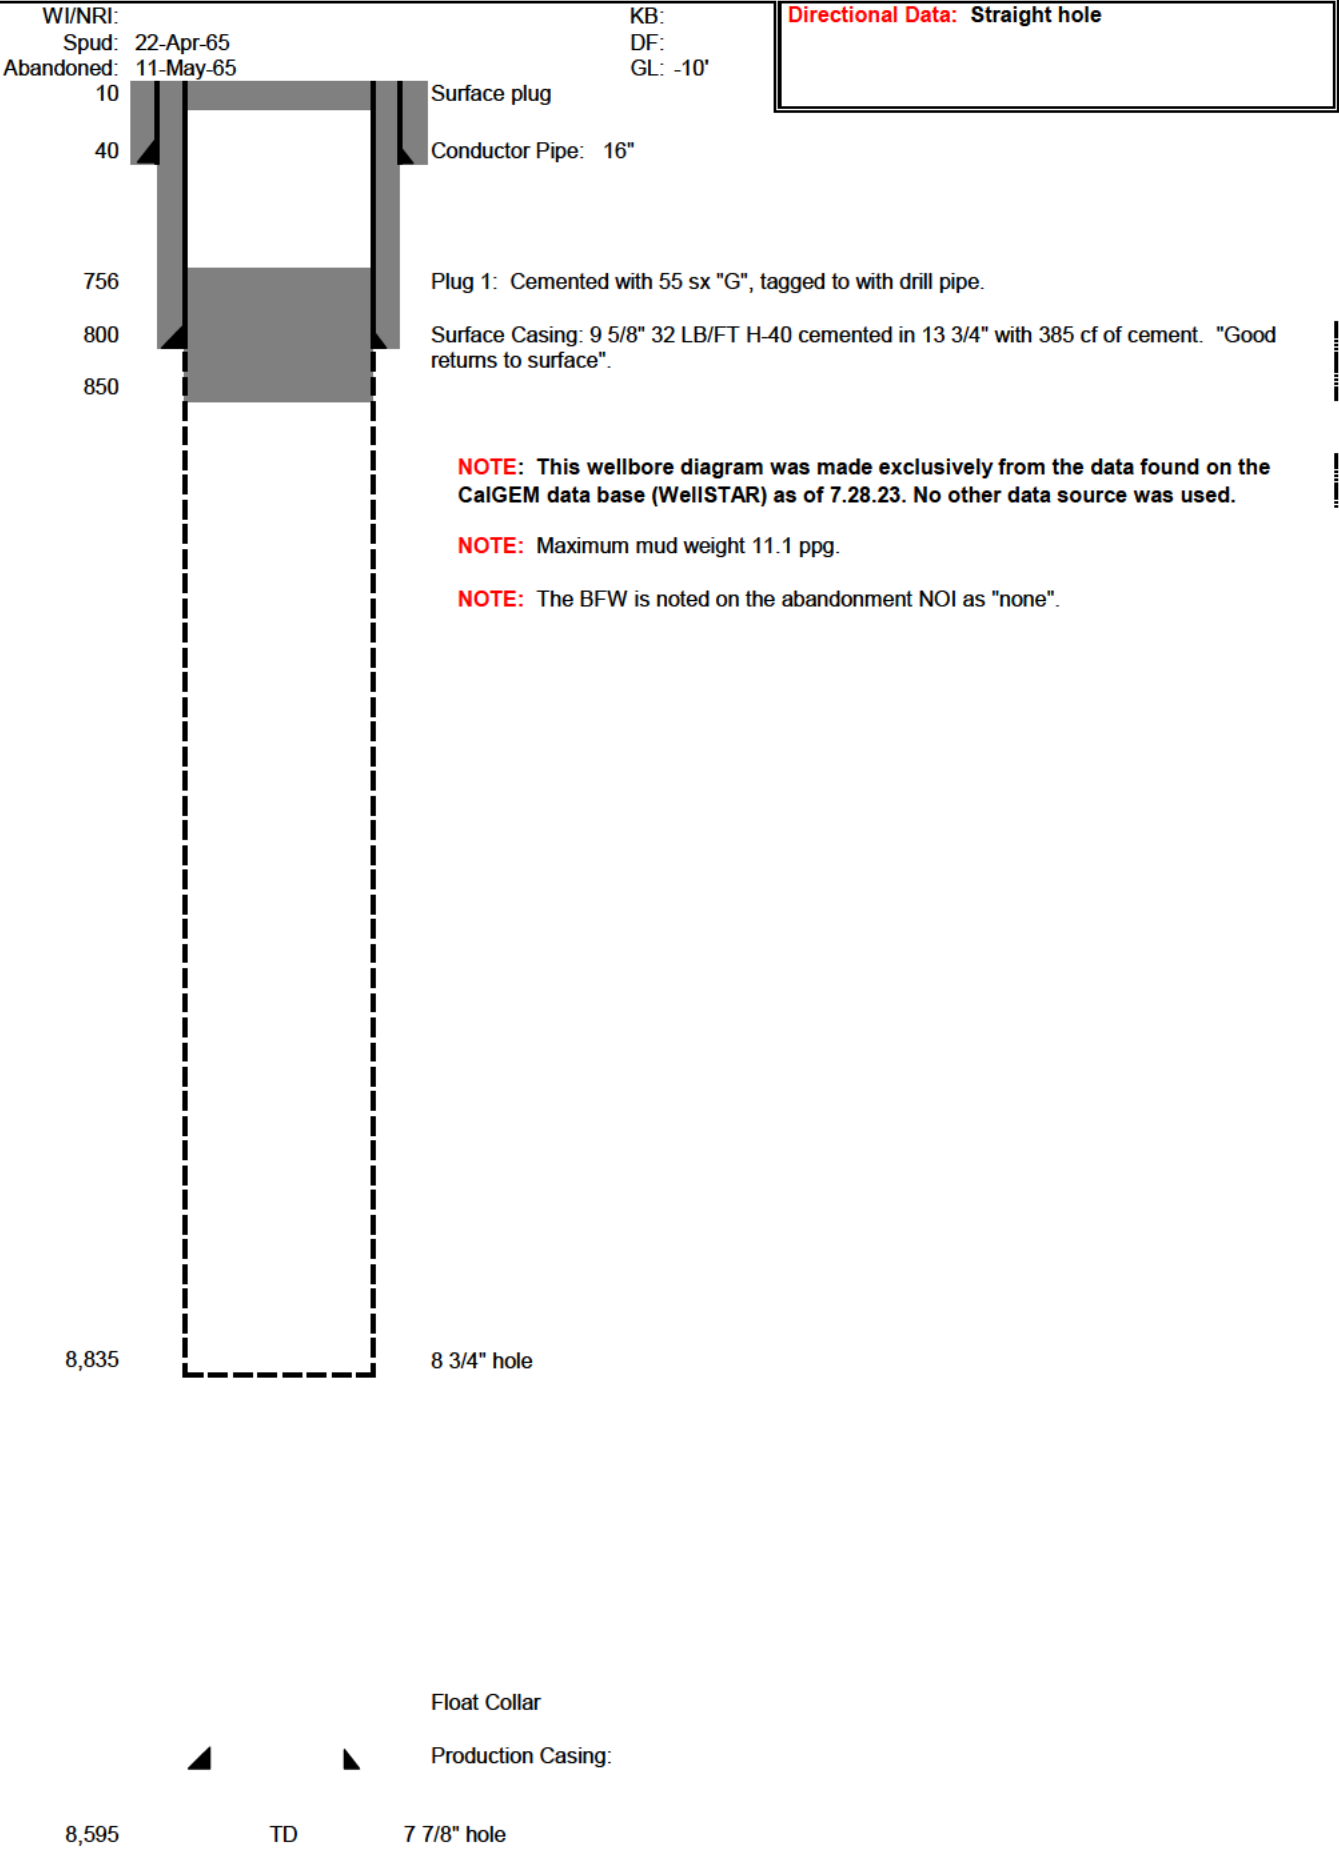 WI/NRI: KB: Directional Data: Straight hole
Spud: 22-Apr-65 DF:
Abandoned: 11-May-65 GL: -10'
10 Surface plug
40 Conductor Pipe: 16"
756 Plug 1: Cemented with 55 sx "G", tagged to with drill pipe.
800 Surface Casing: 9 5/8" 32 LB/FT H-40 cemented in 13 3/4" with 385 cf of cement. "Good
returns to surface".
850
NOTE: This wellbore diagram was made exclusively from the data found on the
CalGEM data base (WellSTAR) as of 7.28.23. No other data source was used.
NOTE: Maximum mud weight 11.1 ppg.
NOTE: The BFW is noted on the abandonment NOI as "none".
8,835 8 3/4" hole
Float Collar
Production Casing:
8,595 TD 7 7/8" hole